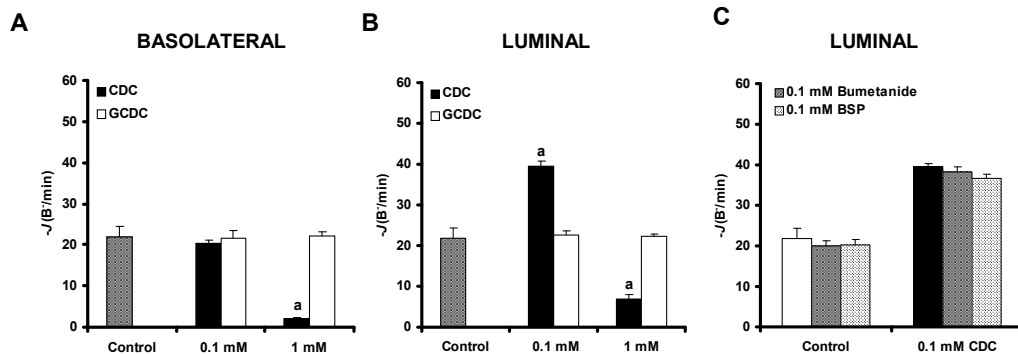 A
BASOLATERAL
-J(B⁻/min)
60
50
40
30
20
10
0
CDC
GCDC
a
Control 0.1 mM 1 mM
B
LUMINAL
-J(B⁻/min)
60
50
40
30
20
10
0
CDC
GCDC
a
a
Control 0.1 mM 1 mM
C
LUMINAL
-J(B⁻/min)
60
50
40
30
20
10
0
0.1 mM Bumetanide
0.1 mM BSP
Control 0.1 mM CDC